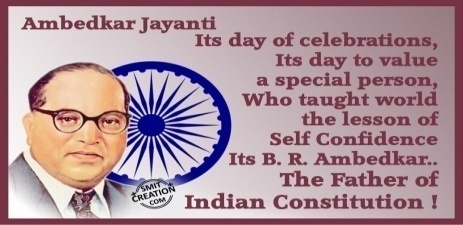 Ambedkar Jayanti
Its day of celebrations,
Its day to value
a special person,
Who taught world
the lesson of
Self Confidence
Its B. R. Ambedkar..
The Father of
Indian Constitution !
SMIT
CREATION
.COM